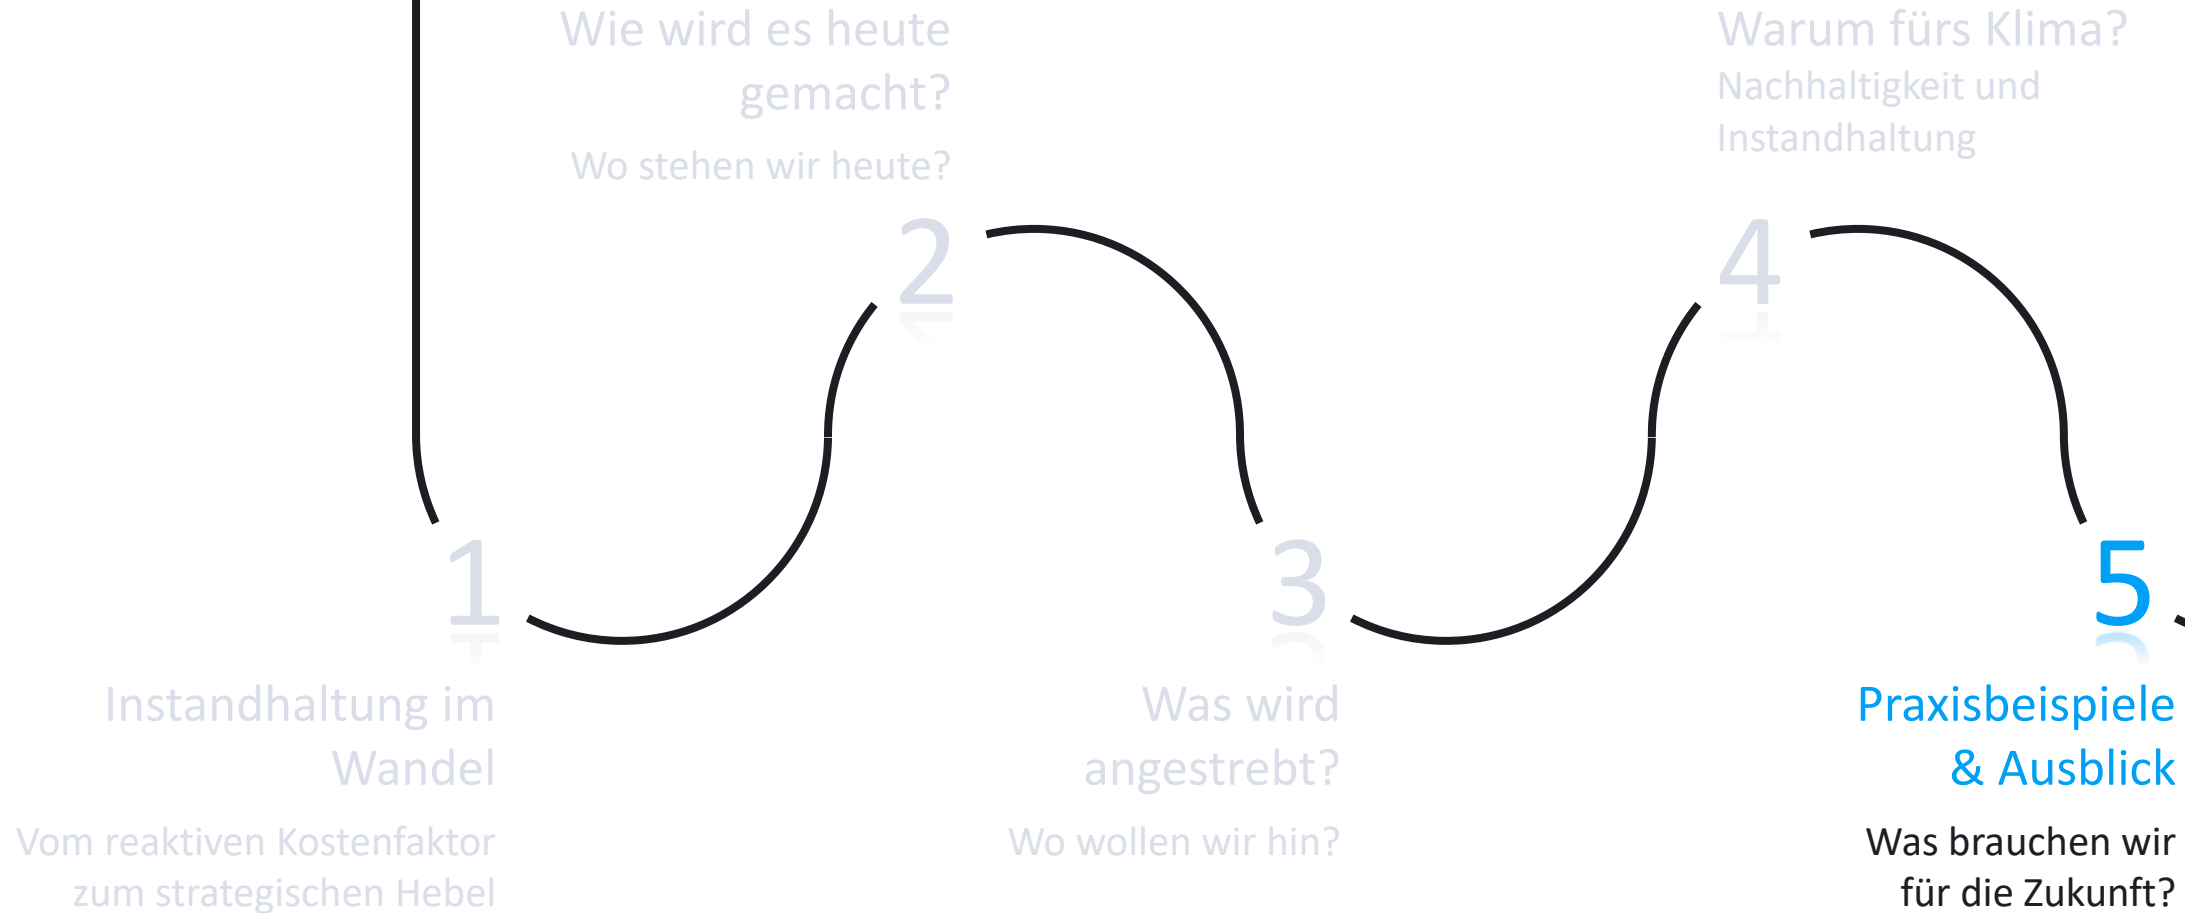 Wie wird es heute
gemacht?
Wo stehen wir heute?
2
Warum fürs Klima?
Nachhaltigkeit und
Instandhaltung
4
1
Instandhaltung im
Wandel
Vom reaktiven Kostenfaktor
zum strategischen Hebel
3
Was wird
angestrebt?
Wo wollen wir hin?
5
Praxisbeispiele
& Ausblick
Was brauchen wir
für die Zukunft?